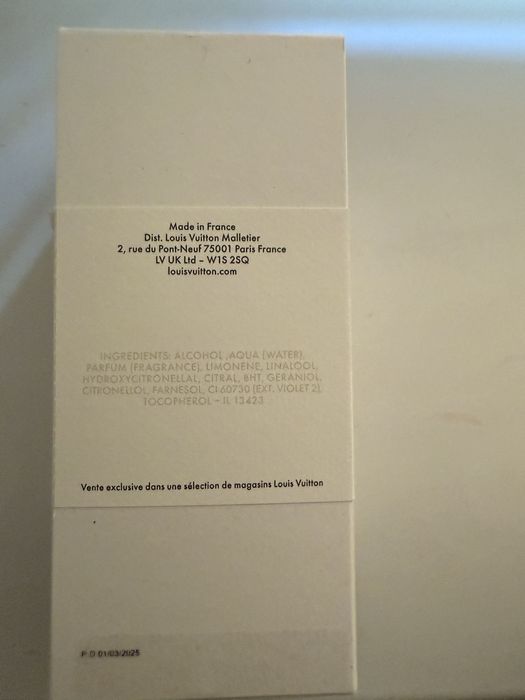 Made in France
Dist. Louis Vuitton Malletier
2, rue du Pont-Neuf 75001 Paris France
LV UK Ltd – W1S 2SQ
louisvuitton.com
INGREDIENTS: ALCOHOL ,AQUA (WATER),
PARFUM (FRAGRANCE), LIMONENE, LINALOOL,
HYDROXYCITRONELLAL, CITRAL, BHT, GERANIOL,
CITRONELLOL, FARNESOL, CI 60730 (EXT. VIOLET 2),
TOCOPHEROL – IL 13423
Vente exclusive dans une sélection de magasins Louis Vuitton
P D 01/03/2025